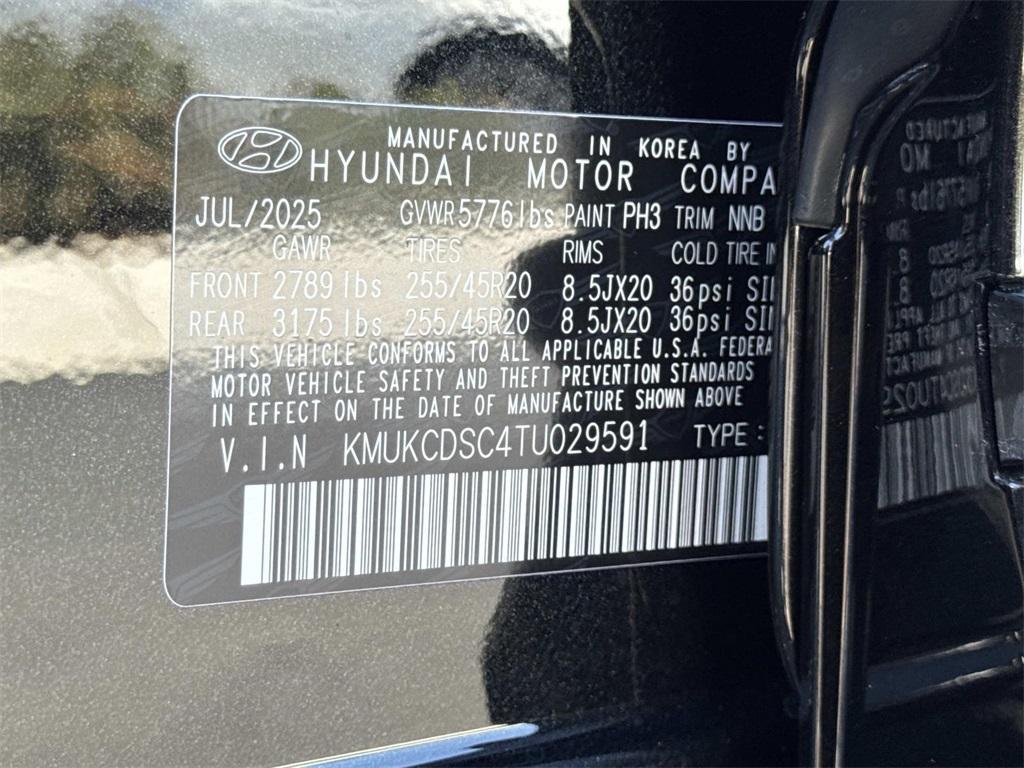 MANUFACTURED IN KOREA BY
HYUNDAI MOTOR COMPA
JUL/2025 GVWR 5776 lbs PAINT PH3 TRIM NNB
GAWR TIRES RIMS COLD TIRE IN
FRONT 2789 lbs 255/45R20 8.5JX20 36psi SI
REAR 3175 lbs 255/45R20 8.5JX20 36psi SI
THIS VEHICLE CONFORMS TO ALL APPLICABLE U.S.A. FEDERA
MOTOR VEHICLE SAFETY AND THEFT PREVENTION STANDARDS
IN EFFECT ON THE DATE OF MANUFACTURE SHOWN ABOVE
V.I.N KMUKCDSC4TU029591 TYPE :